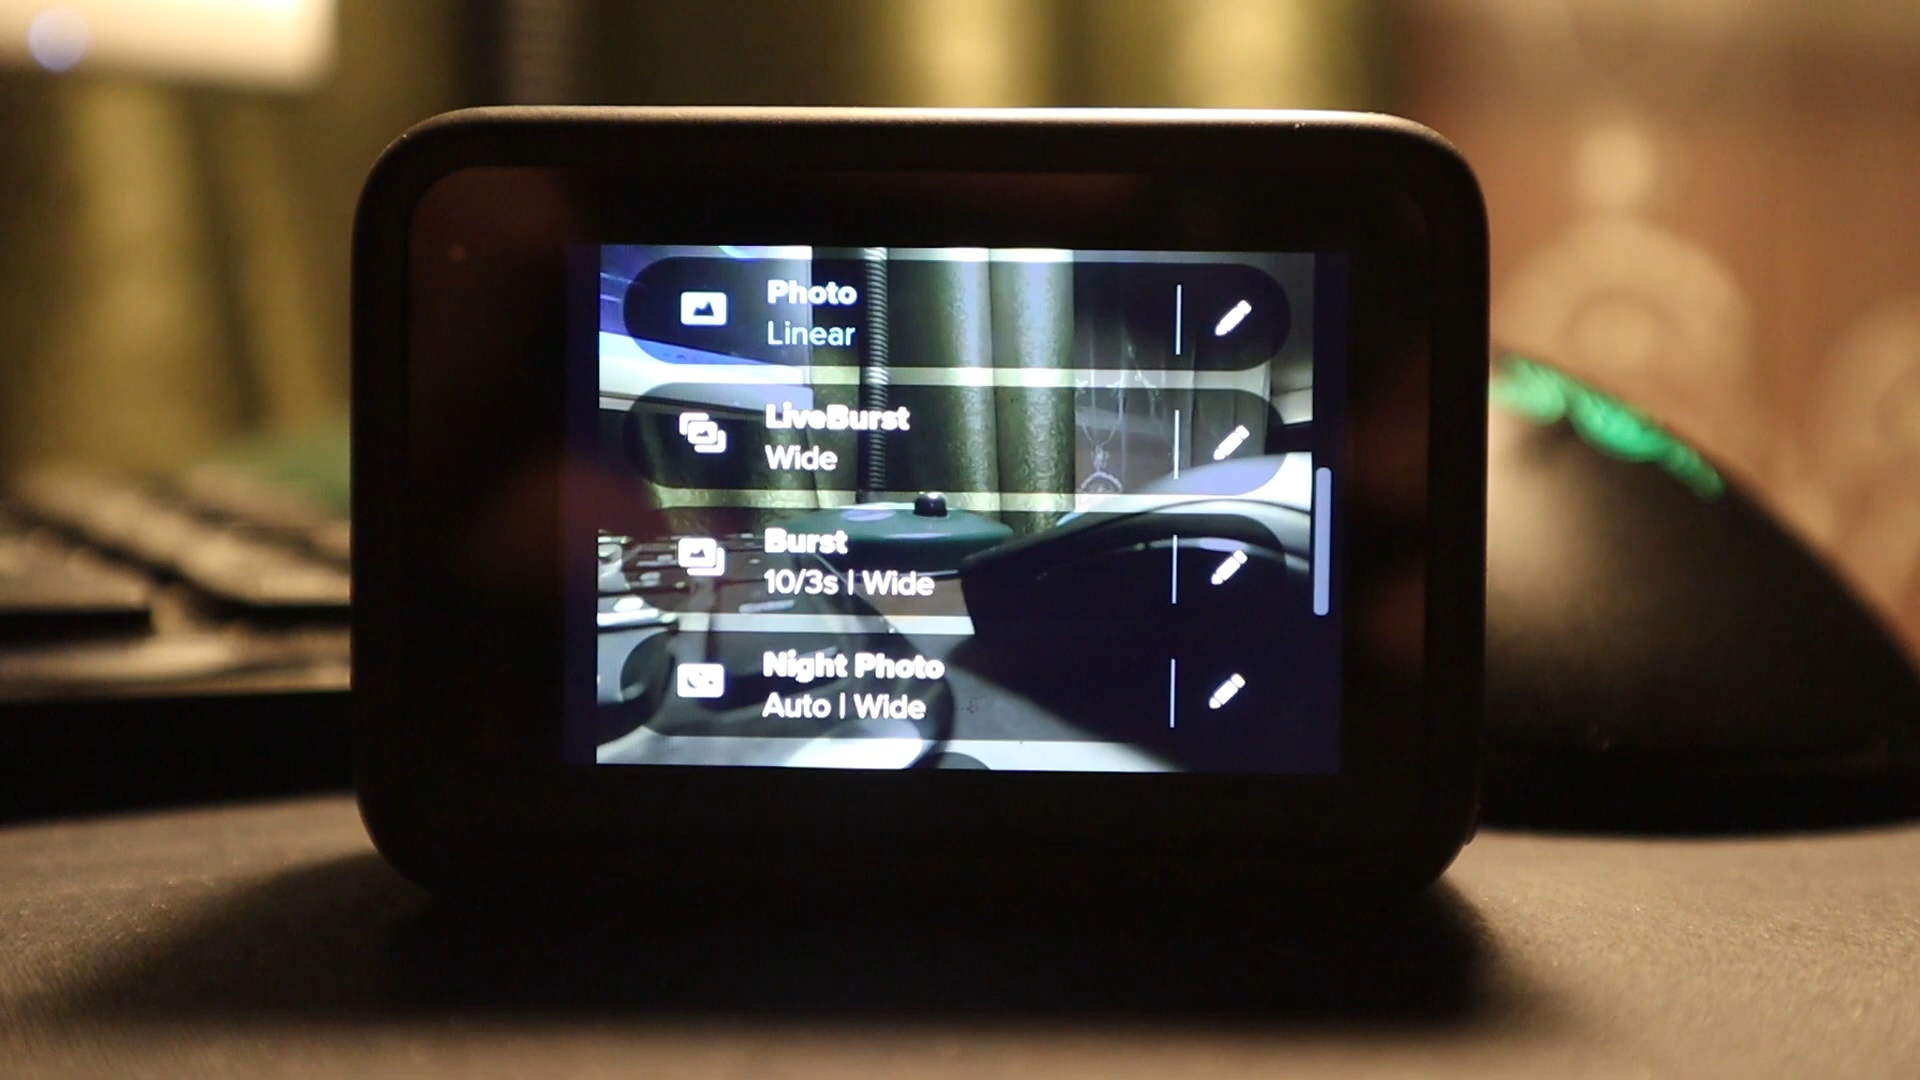 Photo
Linear
LiveBurst
Wide
Burst
10/3s | Wide
Night Photo
Auto | Wide